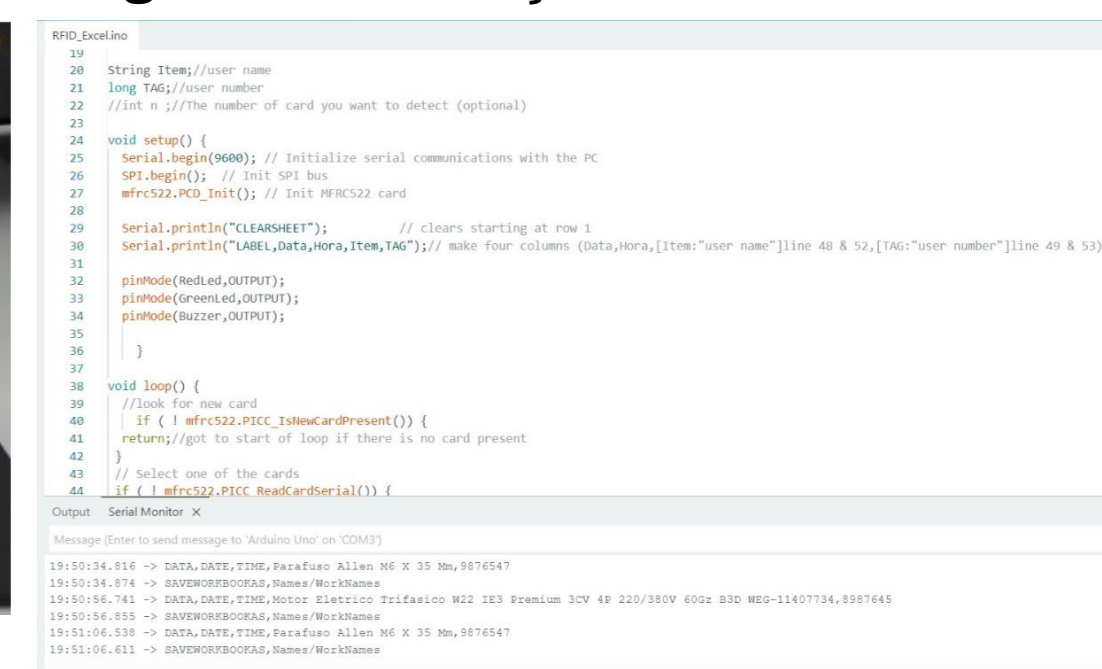 RFID_Excel.ino
19
20 String Item;//user name
21 long TAG;//user number
22 //int n ;//The number of card you want to detect (optional)
23
24 void setup() {
25 Serial.begin(9600); // Initialize serial communications with the PC
26 SPI.begin(); // Init SPI bus
27 mfrc522.PCD_Init(); // Init MFRC522 card
28
29 Serial.println("CLEARSHEET"); // clears starting at row 1
30 Serial.println("LABEL,Data,Hora,Item,TAG");// make four columns (Data,Hora,[Item:"user name"]line 48 & 52,[TAG:"user number"]line 49 & 53)
31
32 pinMode(RedLed,OUTPUT);
33 pinMode(GreenLed,OUTPUT);
34 pinMode(Buzzer,OUTPUT);
35
36 }
37
38 void loop() {
39 //look for new card
40 if ( ! mfrc522.PICC_IsNewCardPresent()) {
41 return;//got to start of loop if there is no card present
42 }
43 // Select one of the cards
44 if ( ! mfrc522.PICC_ReadCardSerial()) {
Output Serial Monitor X
Message (Enter to send message to 'Arduino Uno' on 'COM3')
19:50:34.816 -> DATA,DATE,TIME,Parafuso Allen M6 X 35 Mm,9876547
19:50:34.874 -> SAVEWORKBOOKAS,Names/WorkNames
19:50:56.741 -> DATA,DATE,TIME,Motor Eletrico Trifasico W22 IE3 Premium 3CV 4P 220/380V 60Gz B3D WEG-11407734,8987645
19:50:56.855 -> SAVEWORKBOOKAS,Names/WorkNames
19:51:06.538 -> DATA,DATE,TIME,Parafuso Allen M6 X 35 Mm,9876547
19:51:06.611 -> SAVEWORKBOOKAS,Names/WorkNames